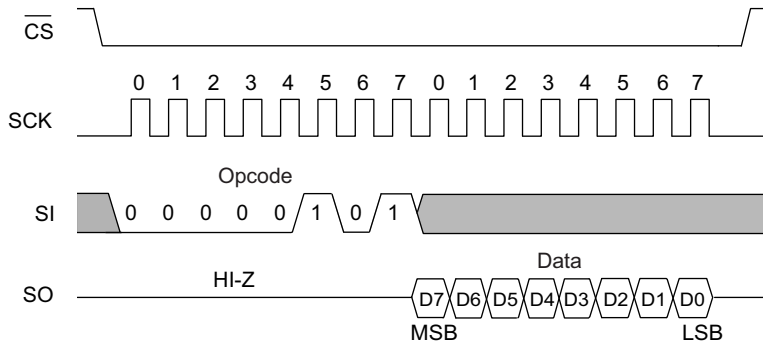 CS
0 1 2 3 4 5 6 7 0 1 2 3 4 5 6 7
SCK
Opcode
SI 0 0 0 0 0 1 0 1
HI-Z Data
SO D7 D6 D5 D4 D3 D2 D1 D0
MSB LSB